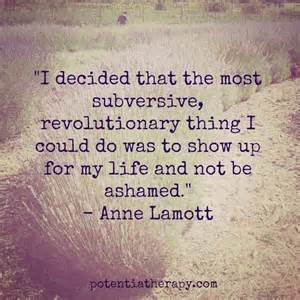 "I decided that the most
subversive,
revolutionary thing I
could do was to show up
for my life and not be
ashamed."
- Anne Lamott
potentiatherapy.com